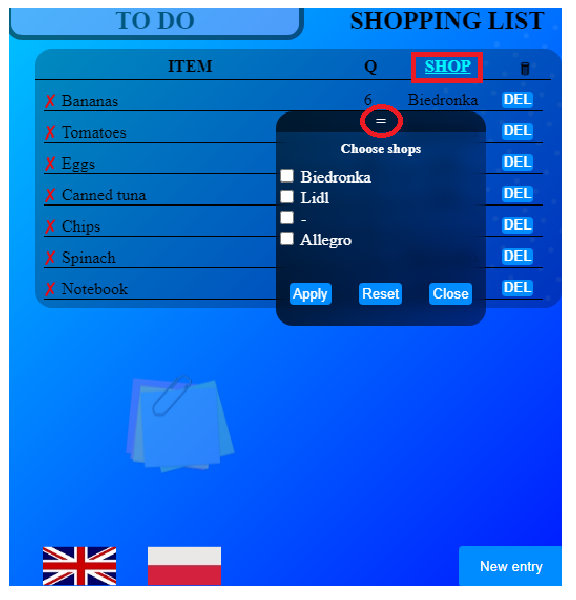 TO DO SHOPPING LIST
ITEM Q SHOP
✗ Bananas 6 Biedronka DEL
=
✗ Tomatoes DEL
Choose shops
✗ Eggs DEL
Biedronka
✗ Canned tuna DEL
Lidl
-
✗ Chips DEL
Allegro
✗ Spinach DEL
✗ Notebook DEL
Apply Reset Close
New entry